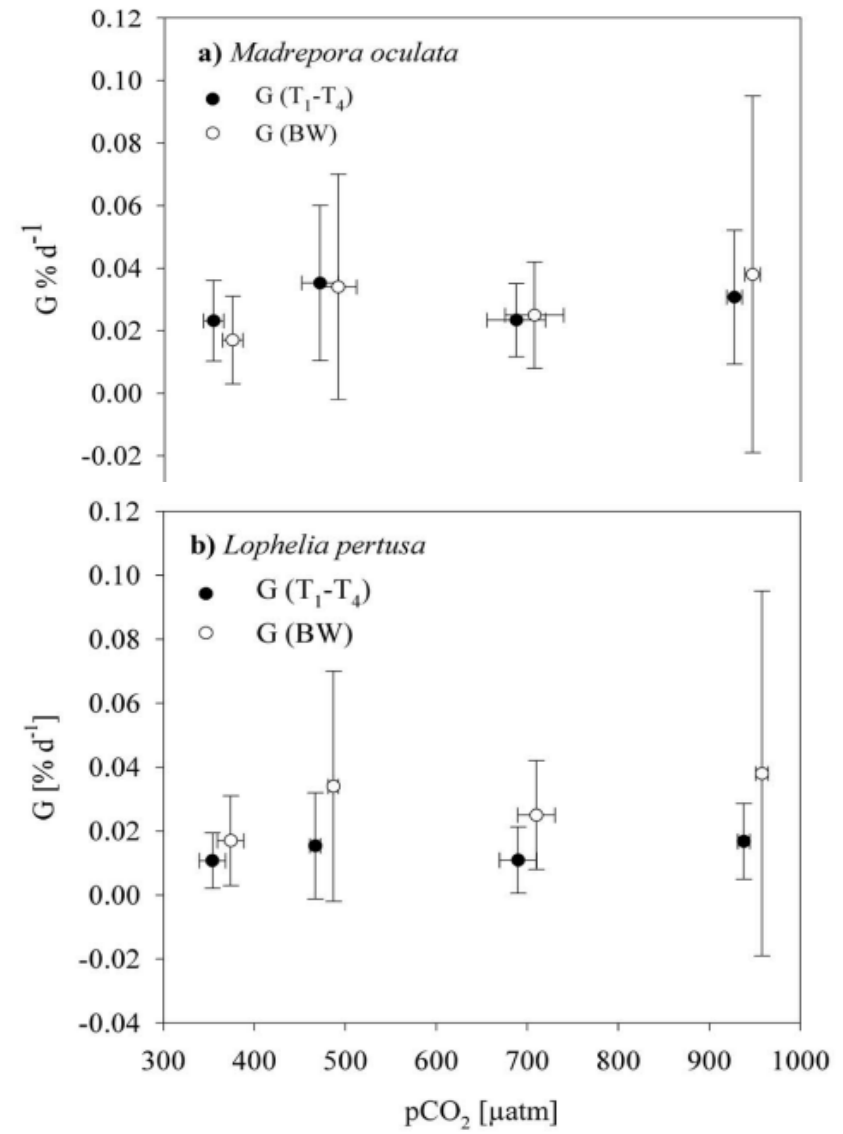 0.12
a) Madrepora oculata
0.10
G (T₁-T₄)
G (BW)
0.08
0.06
0.04
0.02
0.00
-0.02
G % d⁻¹
0.12
b) Lophelia pertusa
0.10
G (T₁-T₄)
G (BW)
0.08
0.06
0.04
0.02
0.00
-0.02
-0.04
G [% d⁻¹]
300 400 500 600 700 800 900 1000
pCO₂ [µatm]